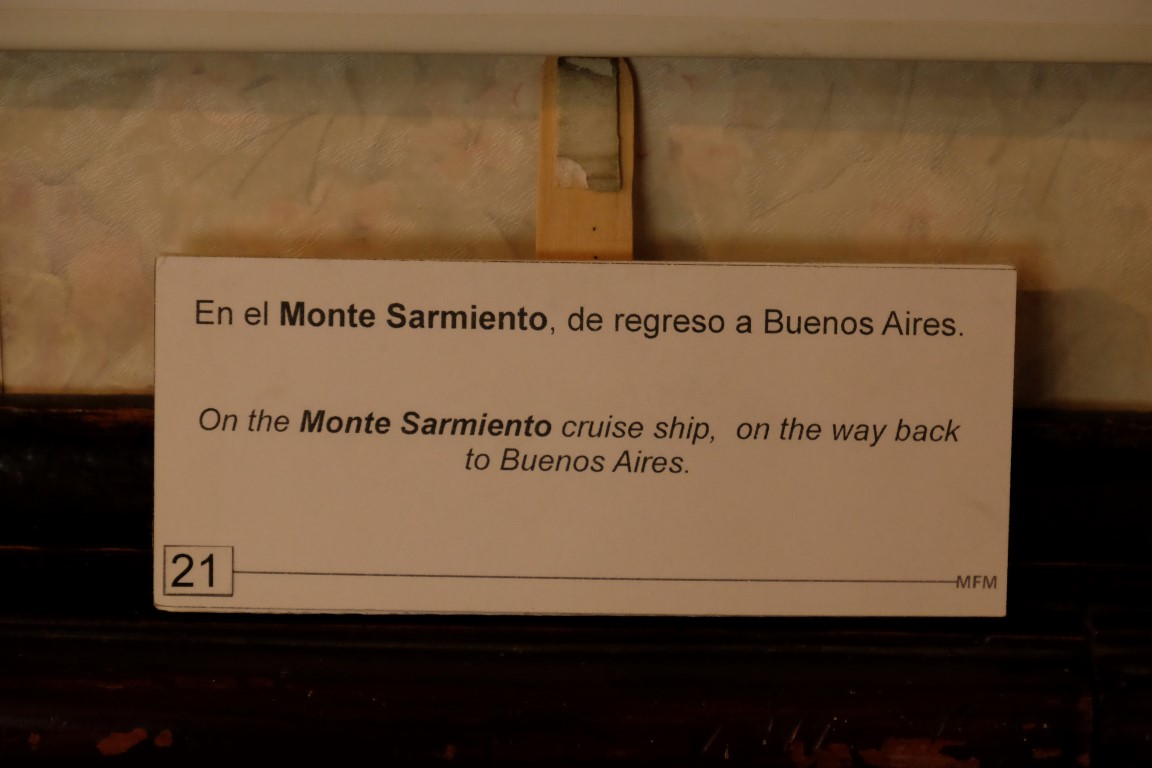 En el Monte Sarmiento, de regreso a Buenos Aires.
On the Monte Sarmiento cruise ship, on the way back
to Buenos Aires.
21
MFM